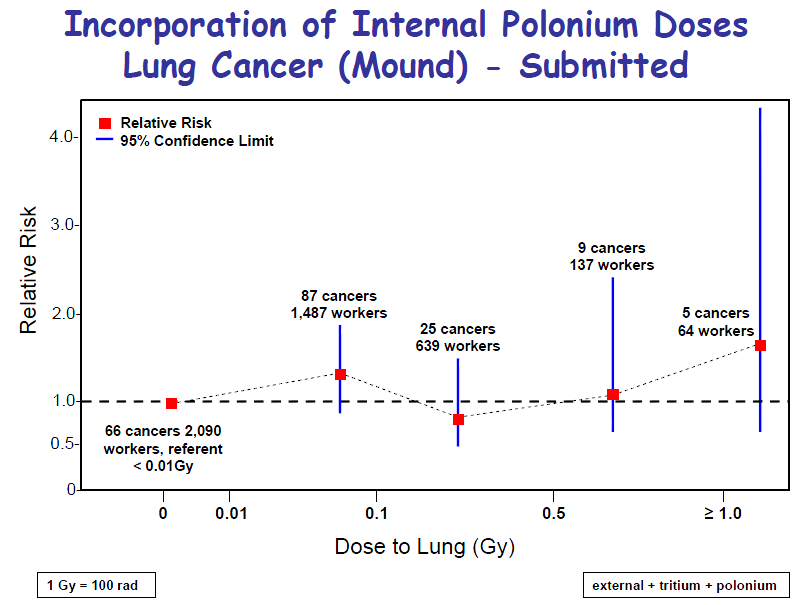 Incorporation of Internal Polonium Doses
Lung Cancer (Mound) - Submitted
Relative Risk
95% Confidence Limit
4.0
3.0
2.0
1.0
0.5
0
Relative Risk
66 cancers 2,090
workers, referent
< 0.01Gy
87 cancers
1,487 workers
25 cancers
639 workers
9 cancers
137 workers
5 cancers
64 workers
0
0.01
0.1
0.5
≥ 1.0
Dose to Lung (Gy)
1 Gy = 100 rad
external + tritium + polonium